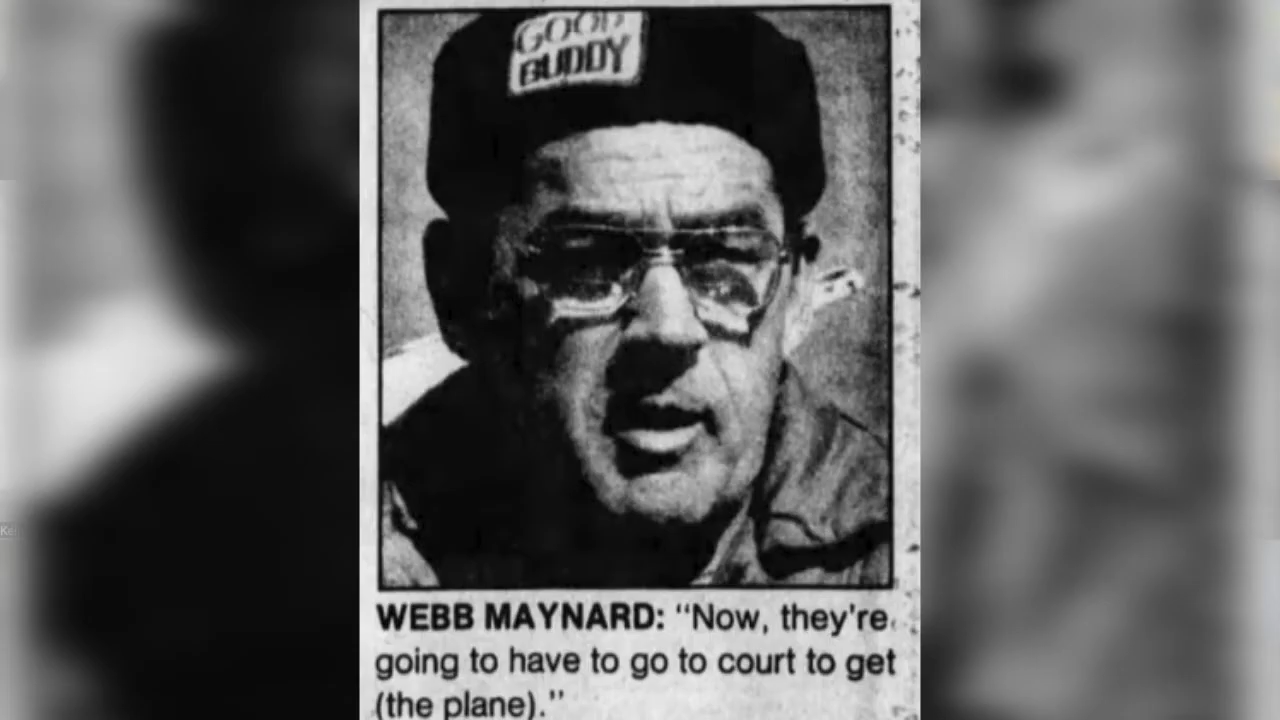 GOOD
BUDDY
WEBB MAYNARD: “Now, they're
going to have to go to court to get
(the plane).”